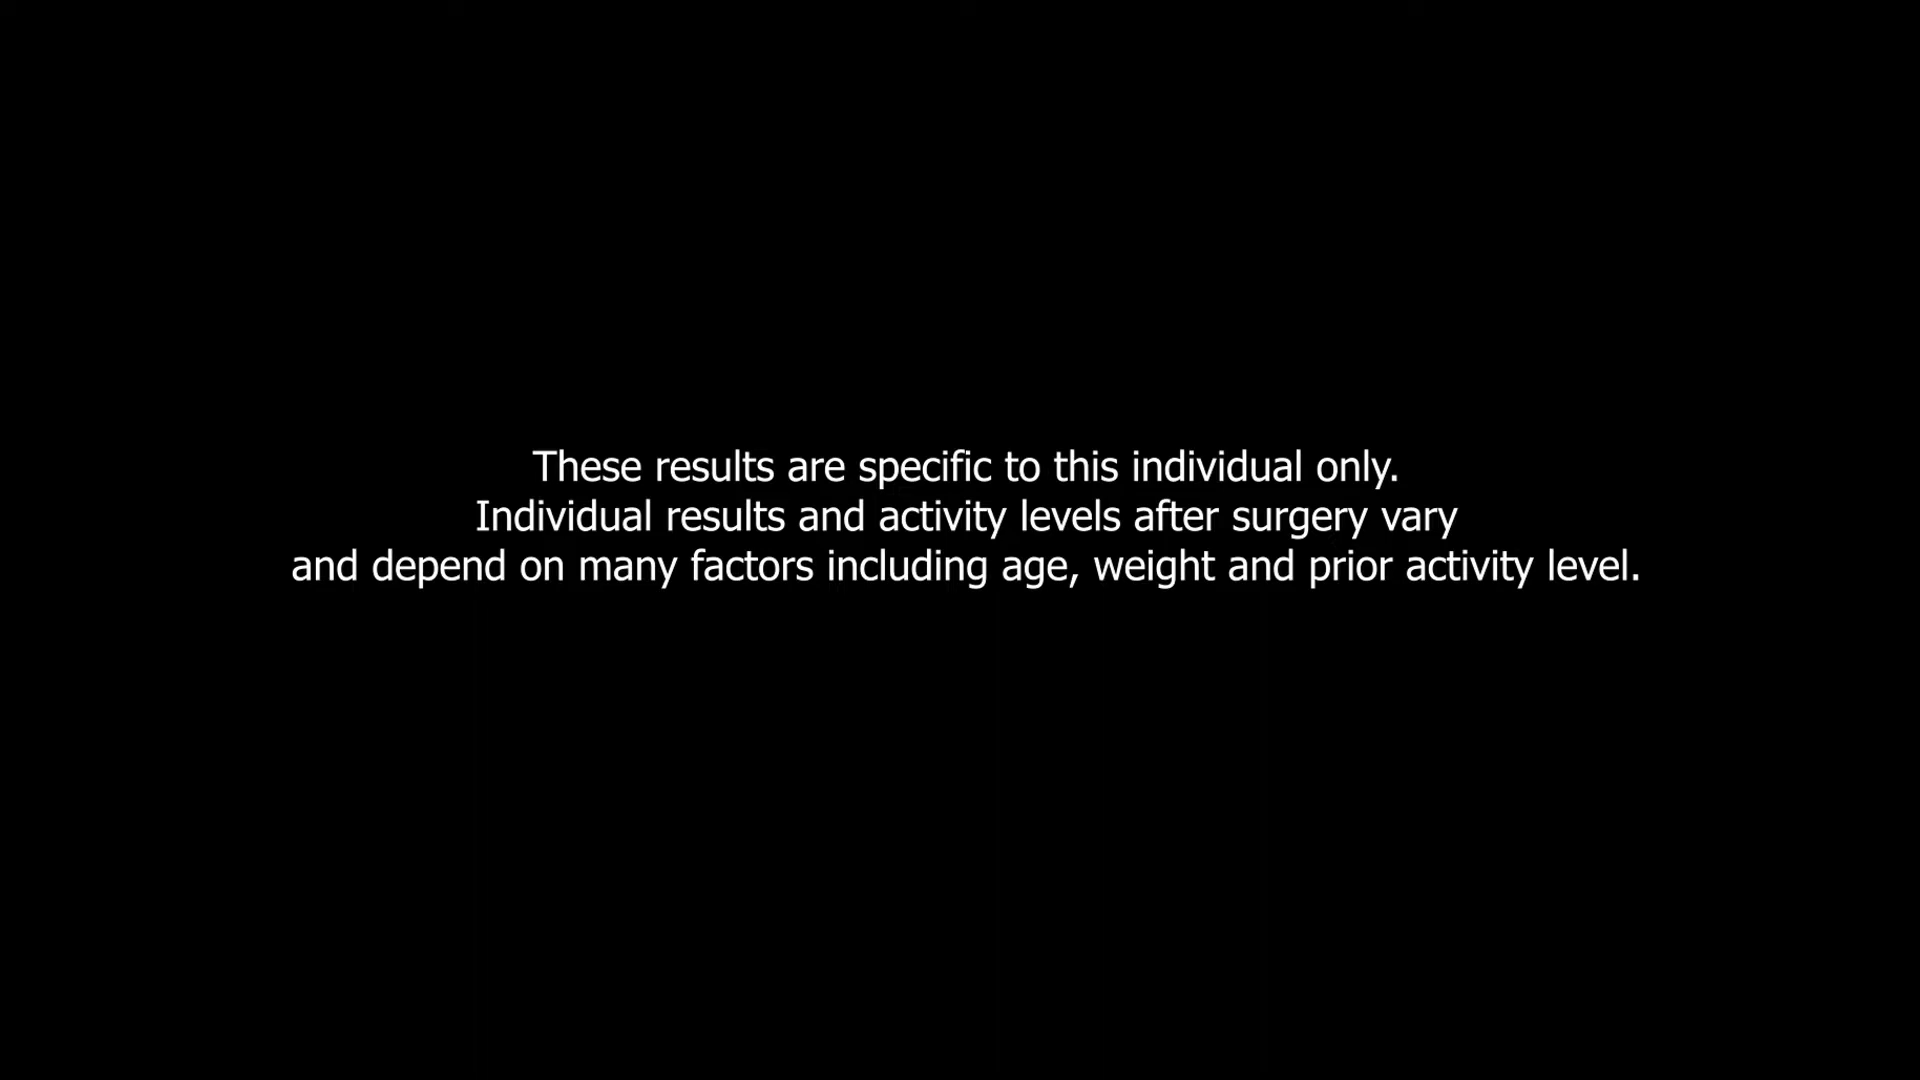 These results are specific to this individual only.
Individual results and activity levels after surgery vary
and depend on many factors including age, weight and prior activity level.